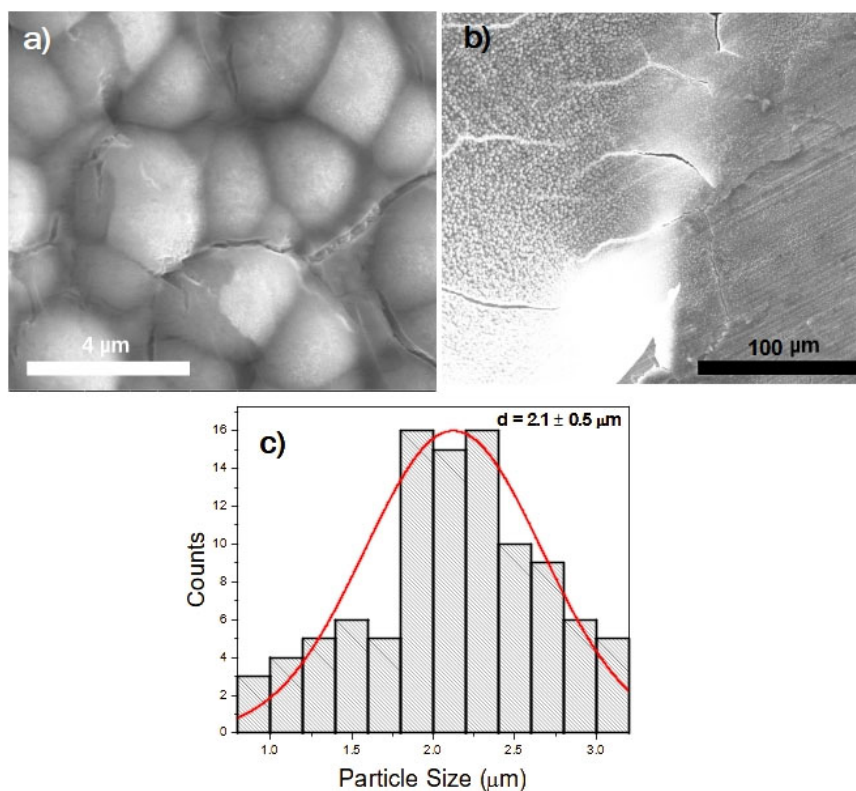 a)
4 μm
b)
100 μm
c)
d = 2.1 ± 0.5 μm
Counts
16
14
12
10
8
6
4
2
0
1.0 1.5 2.0 2.5 3.0
Particle Size (μm)